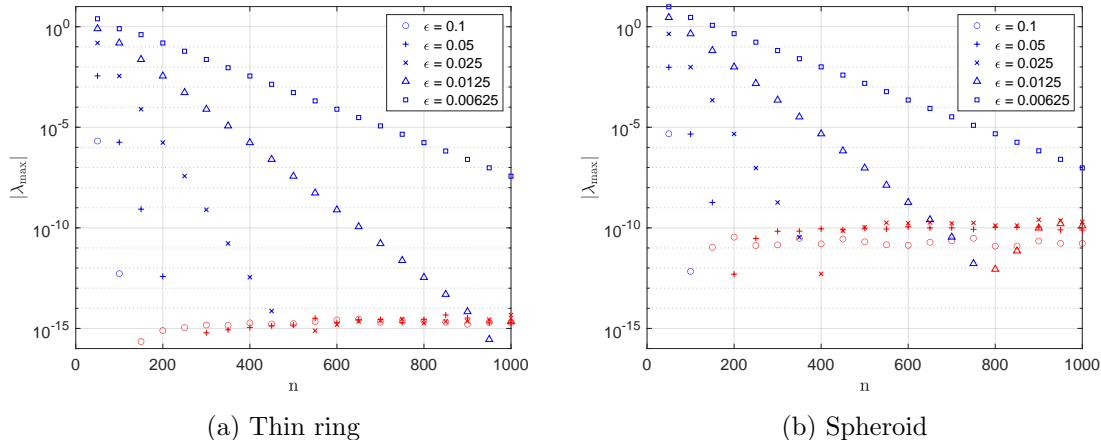 10^0
10^-5
10^-10
10^-15
|λ_max|
0 200 400 600 800 1000
n
ϵ = 0.1
ϵ = 0.05
ϵ = 0.025
ϵ = 0.0125
ϵ = 0.00625
(a) Thin ring
10^0
10^-5
10^-10
10^-15
|λ_max|
0 200 400 600 800 1000
n
ϵ = 0.1
ϵ = 0.05
ϵ = 0.025
ϵ = 0.0125
ϵ = 0.00625
(b) Spheroid